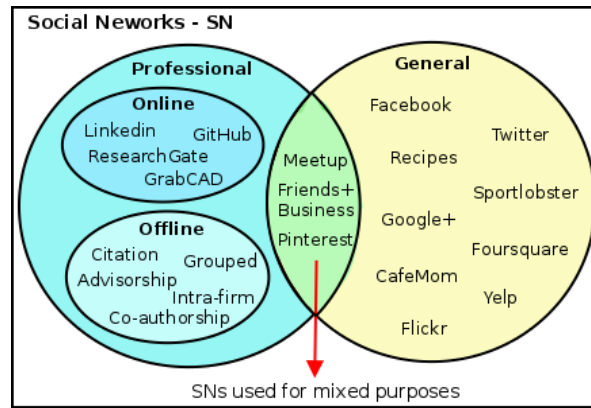 Social Neworks - SN
Professional
General
Online
Linkedin
GitHub
ResearchGate
GrabCAD
Offline
Citation
Grouped
Advisorship
Intra-firm
Co-authorship
Meetup
Friends+
Business
Pinterest
Facebook
Twitter
Recipes
Sportlobster
Google+
Foursquare
CafeMom
Yelp
Flickr
SNs used for mixed purposes